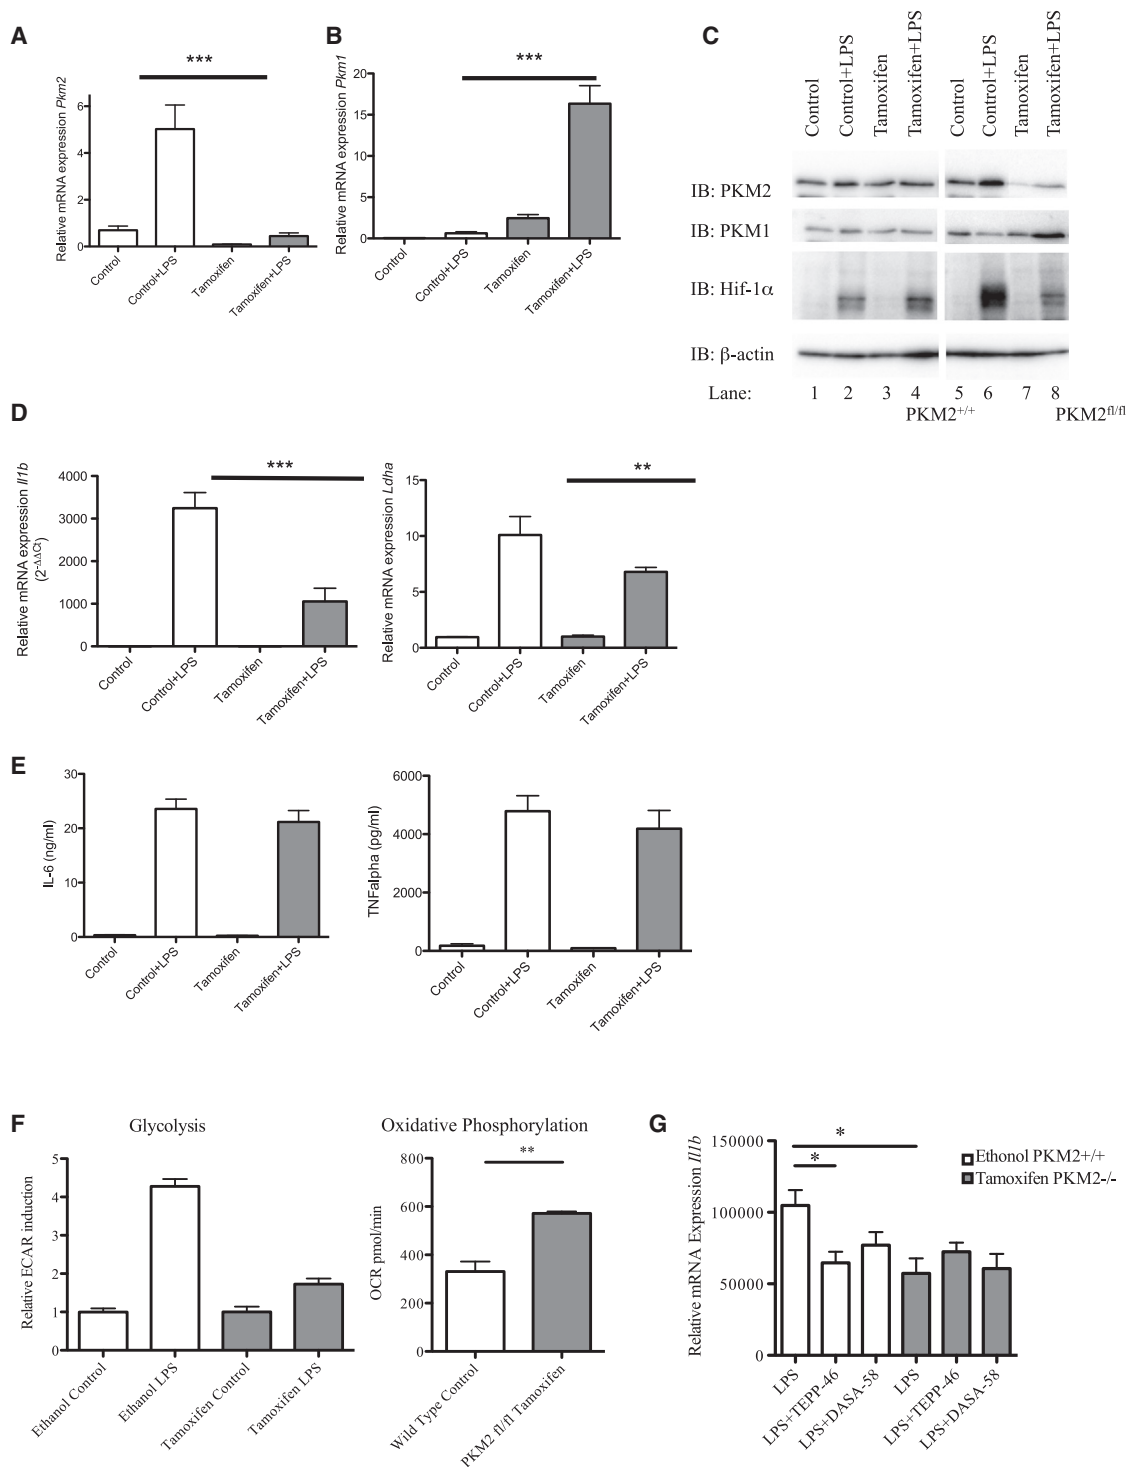 A
***
Relative mRNA expression Pkm2
6
4
2
0
Control
Control+LPS
Tamoxifen
Tamoxifen+LPS
B
***
Relative mRNA expression Pkm1
20
15
10
5
0
Control
Control+LPS
Tamoxifen
Tamoxifen+LPS
C
Control
Control+LPS
Tamoxifen
Tamoxifen+LPS
Control
Control+LPS
Tamoxifen
Tamoxifen+LPS
IB: PKM2
IB: PKM1
IB: Hif-1α
IB: β-actin
Lane: 1 2 3 4 5 6 7 8
PKM2+/+ PKM2fl/fl
D
***
Relative mRNA expression Il1b
(2-ΔΔCt)
4000
3000
2000
1000
0
Control
Control+LPS
Tamoxifen
Tamoxifen+LPS
**
Relative mRNA expression Ldha
15
10
5
0
Control
Control+LPS
Tamoxifen
Tamoxifen+LPS
E
IL-6 (ng/ml)
30
20
10
0
Control
Control+LPS
Tamoxifen
Tamoxifen+LPS
TNFalpha (pg/ml)
6000
4000
2000
0
Control
Control+LPS
Tamoxifen
Tamoxifen+LPS
F
Glycolysis
Relative ECAR induction
5
4
3
2
1
0
Ethanol Control
Ethanol LPS
Tamoxifen Control
Tamoxifen LPS
Oxidative Phosphorylation
**
OCR pmol/min
800
600
400
200
0
Wild Type Control
PKM2 fl/fl Tamoxifen
G
*
*
Ethonol PKM2+/+
Tamoxifen PKM2-/-
Relative mRNA Expression Il1b
150000
100000
50000
0
LPS
LPS+TEPP-46
LPS+DASA-58
LPS
LPS+TEPP-46
LPS+DASA-58